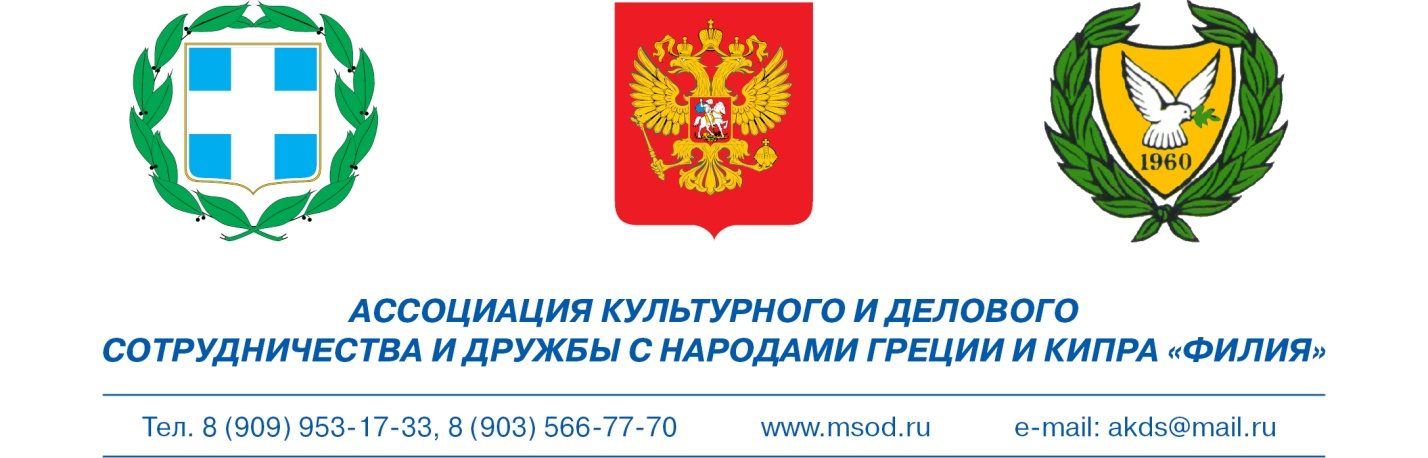 1960
АССОЦИАЦИЯ КУЛЬТУРНОГО И ДЕЛОВОГО
СОТРУДНИЧЕСТВА И ДРУЖБЫ С НАРОДАМИ ГРЕЦИИ И КИПРА «ФИЛИЯ»
Тел. 8 (909) 953-17-33, 8 (903) 566-77-70 www.msod.ru e-mail: akds@mail.ru